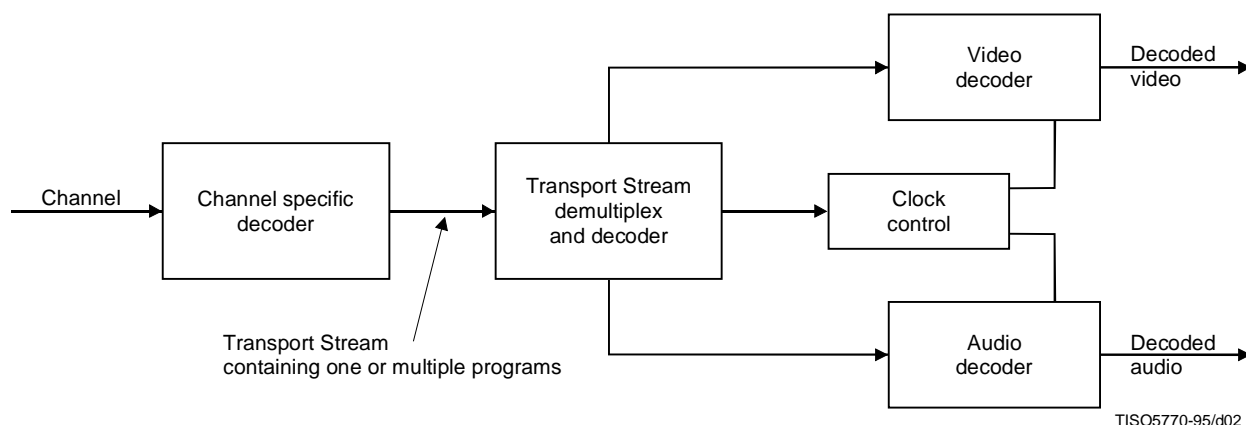 Video
decoder
Decoded
video
Channel
Channel specific
decoder
Transport Stream
demultiplex
and decoder
Clock
control
Transport Stream
containing one or multiple programs
Audio
decoder
Decoded
audio
TISO5770-95/d02